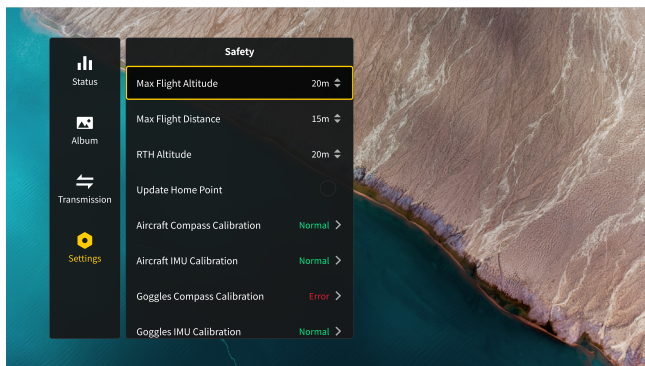 Status
Album
Transmission
Settings
Safety
Max Flight Altitude 20m
Max Flight Distance 15m
RTH Altitude 20m
Update Home Point
Aircraft Compass Calibration Normal
Aircraft IMU Calibration Normal
Goggles Compass Calibration Error
Goggles IMU Calibration Normal